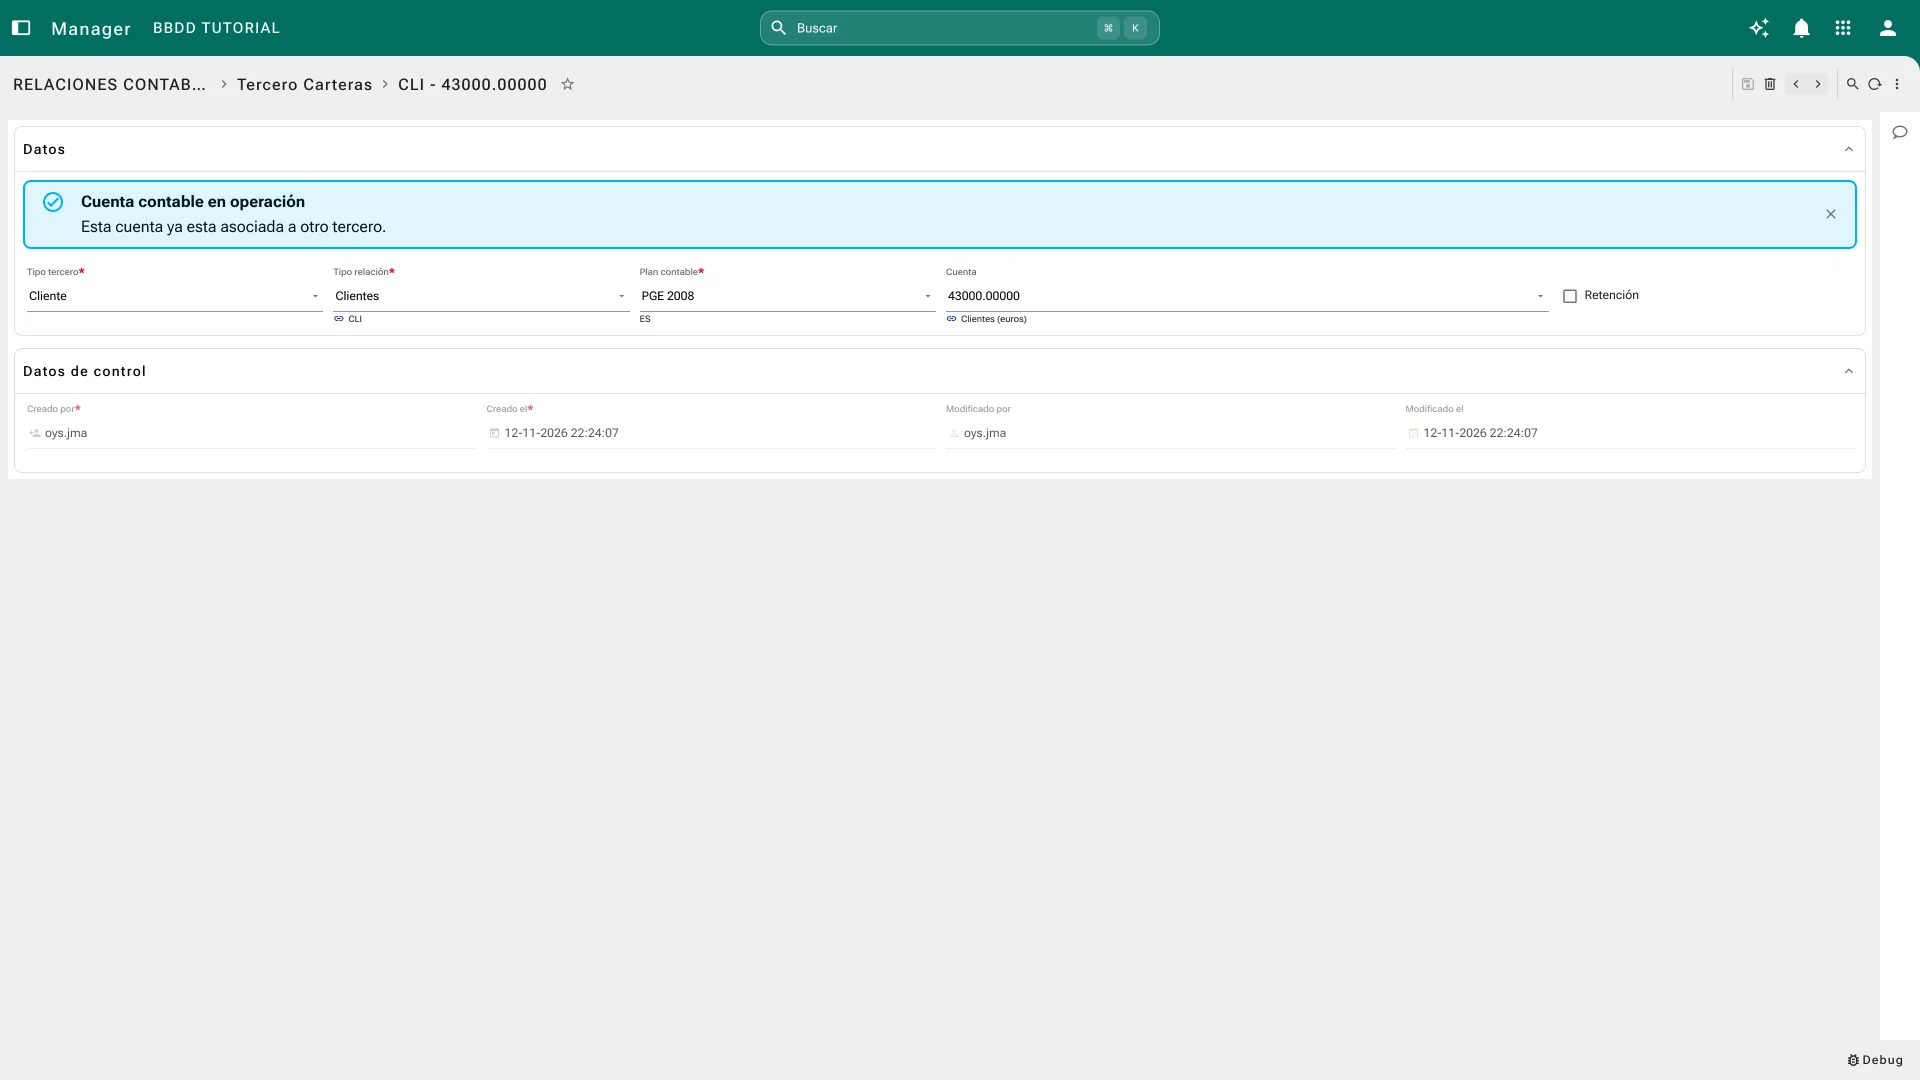 Manager
BBDD TUTORIAL
Buscar
⌘ K
RELACIONES CONTAB... > Tercero Carteras > CLI - 43000.00000
Datos
Cuenta contable en operación
Esta cuenta ya esta asociada a otro tercero.
Tipo tercero* Tipo relación* Plan contable* Cuenta
Cliente Clientes PGE 2008 43000.00000 Retención
CLI ES Clientes (euros)
Datos de control
Creado por* Creado el* Modificado por Modificado el
oys.jma 12-11-2026 22:24:07 oys.jma 12-11-2026 22:24:07
Debug